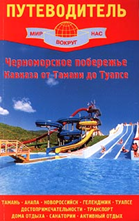 ПУТЕВОДИТЕЛЬ
МИР НАС
ВОКРУГ
Черноморское побережье
Кавказа от Тамани до Туапсе
ТАМАНЬ · АНАПА · НОВОРОССИЙСК · ГЕЛЕНДЖИК · ТУАПСЕ
ДОСТОПРИМЕЧАТЕЛЬНОСТИ · ТРАНСПОРТ
ДОМА ОТДЫХА · САНАТОРИИ · АКТИВНЫЙ ОТДЫХ